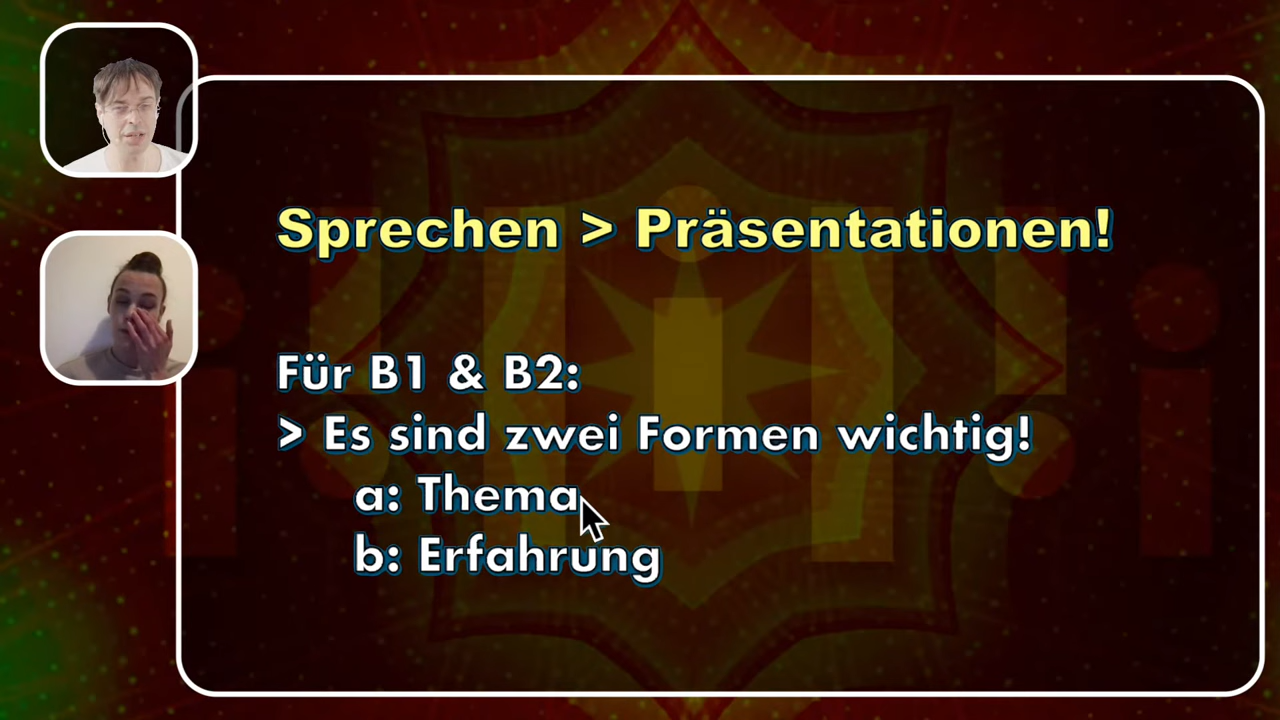 Sprechen > Präsentationen!
Für B1 & B2:
> Es sind zwei Formen wichtig!
a: Thema
b: Erfahrung